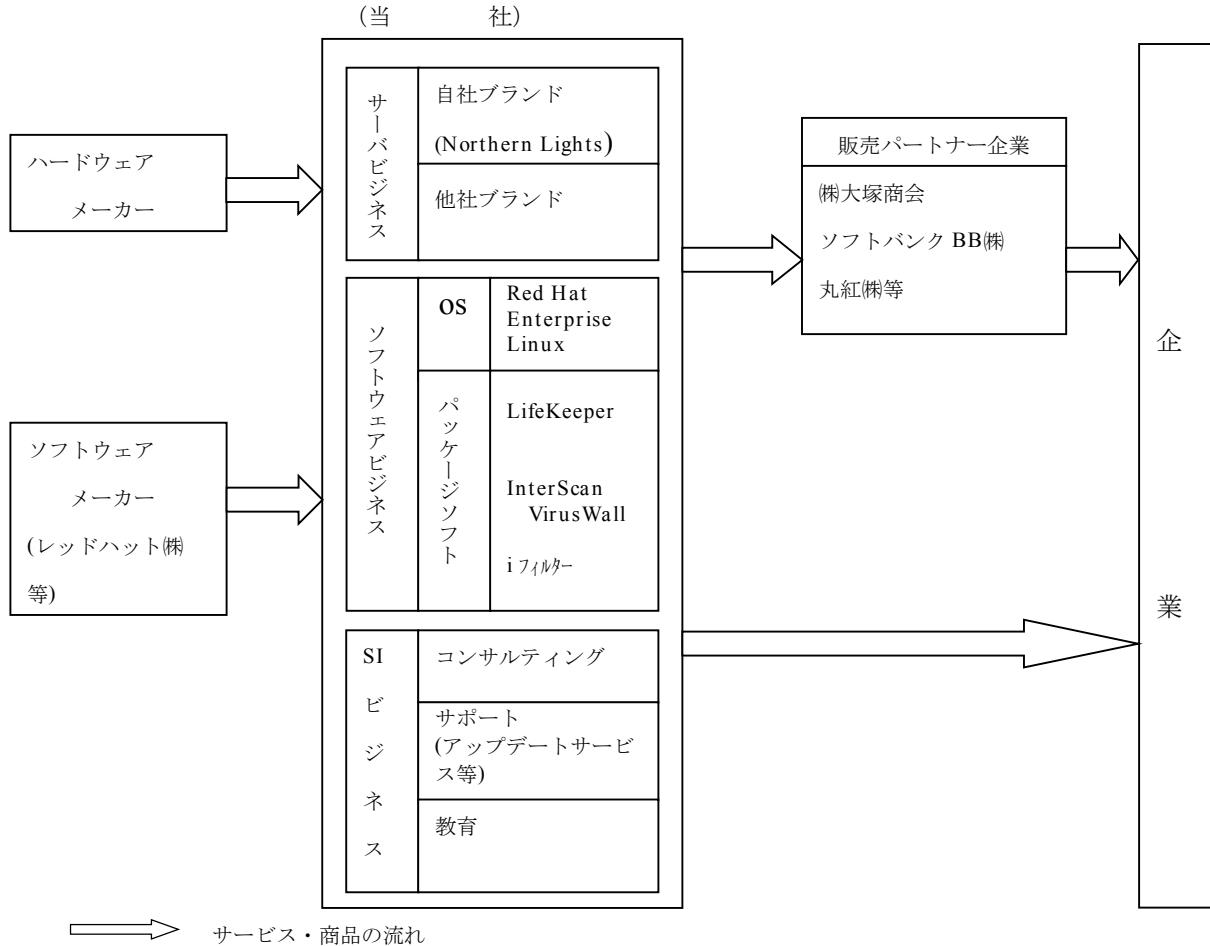 (当 社)
ハードウェア
メーカー
ソフトウェア
メーカー
(レッドハット㈱
等)
サーバビジネス
自社ブランド
(Northern Lights)
他社ブランド
ソフトウェアビジネス
OS
Red Hat
Enterprise
Linux
パッケージソフト
LifeKeeper
InterScan
VirusWall
i ﾌｨﾙﾀｰ
SIビジネス
コンサルティング
サポート
(アップデートサービ
ス等)
教育
販売パートナー企業
㈱大塚商会
ソフトバンク BB㈱
丸紅㈱等
企業
サービス・商品の流れ